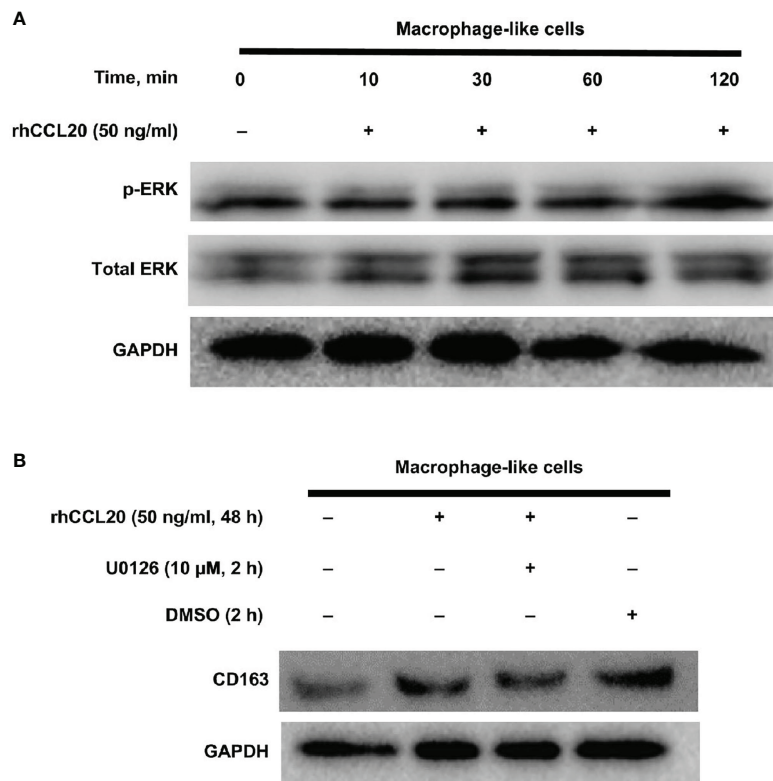 A
Macrophage-like cells
Time, min 0 10 30 60 120
rhCCL20 (50 ng/ml) – + + + +
p-ERK
Total ERK
GAPDH
B
Macrophage-like cells
rhCCL20 (50 ng/ml, 48 h) – + + –
U0126 (10 µM, 2 h) – – + –
DMSO (2 h) – – – +
CD163
GAPDH